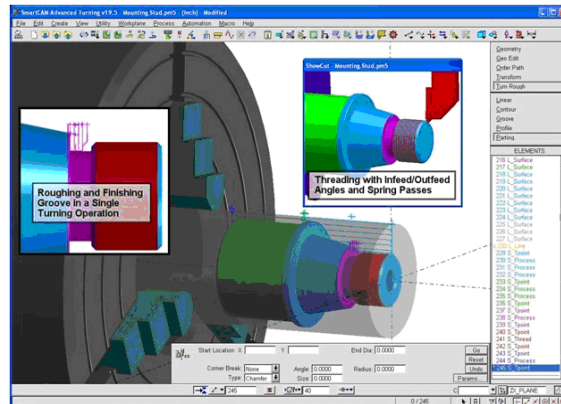 SmartCAM Advanced Turning v19.5 - Mounting Stud.pm5 [Inch] Modified
File Edit Create View Utility Workplane Process Automation Macro Help
Geometry
Geo Edit
Order Path
Transform
Turn Rough
Linear
Contour
Groove
Profile
Parting
ShowCut - Mounting Stud.pm5
Threading with Infeed/Outfeed
Angles and Spring Passes
Roughing and Finishing
Groove in a Single
Turning Operation
ELEMENTS
216 L_Surface
217 L_Surface
218 L_Surface
219 L_Surface
220 L_Surface
221 L_Surface
222 L_Surface
223 L_Surface
224 L_Surface
225 L_Surface
226 L_Surface
227 L_Surface
228 L_Line
229 S_Tpoint
230 S_Process
231 S_Process
232 S_Process
233 S_Tpoint
234 S_Process
235 S_Process
236 S_Tpoint
237 S_Tpoint
238 S_Process
239 S_Tpoint
240 S_Tpoint
241 S_Thread
242 S_Tpoint
243 S_Tpoint
244 S_Process
245 S_Tpoint
Start Location: X Y End Dia: 0.0000 Go
Reset
Corner Break: None Angle: 0.0000 Radius: 0.0000 Undo
Type: Chamfer Size: 0.0000 Params...
245 40 C ZX_PLANE
0 / 245